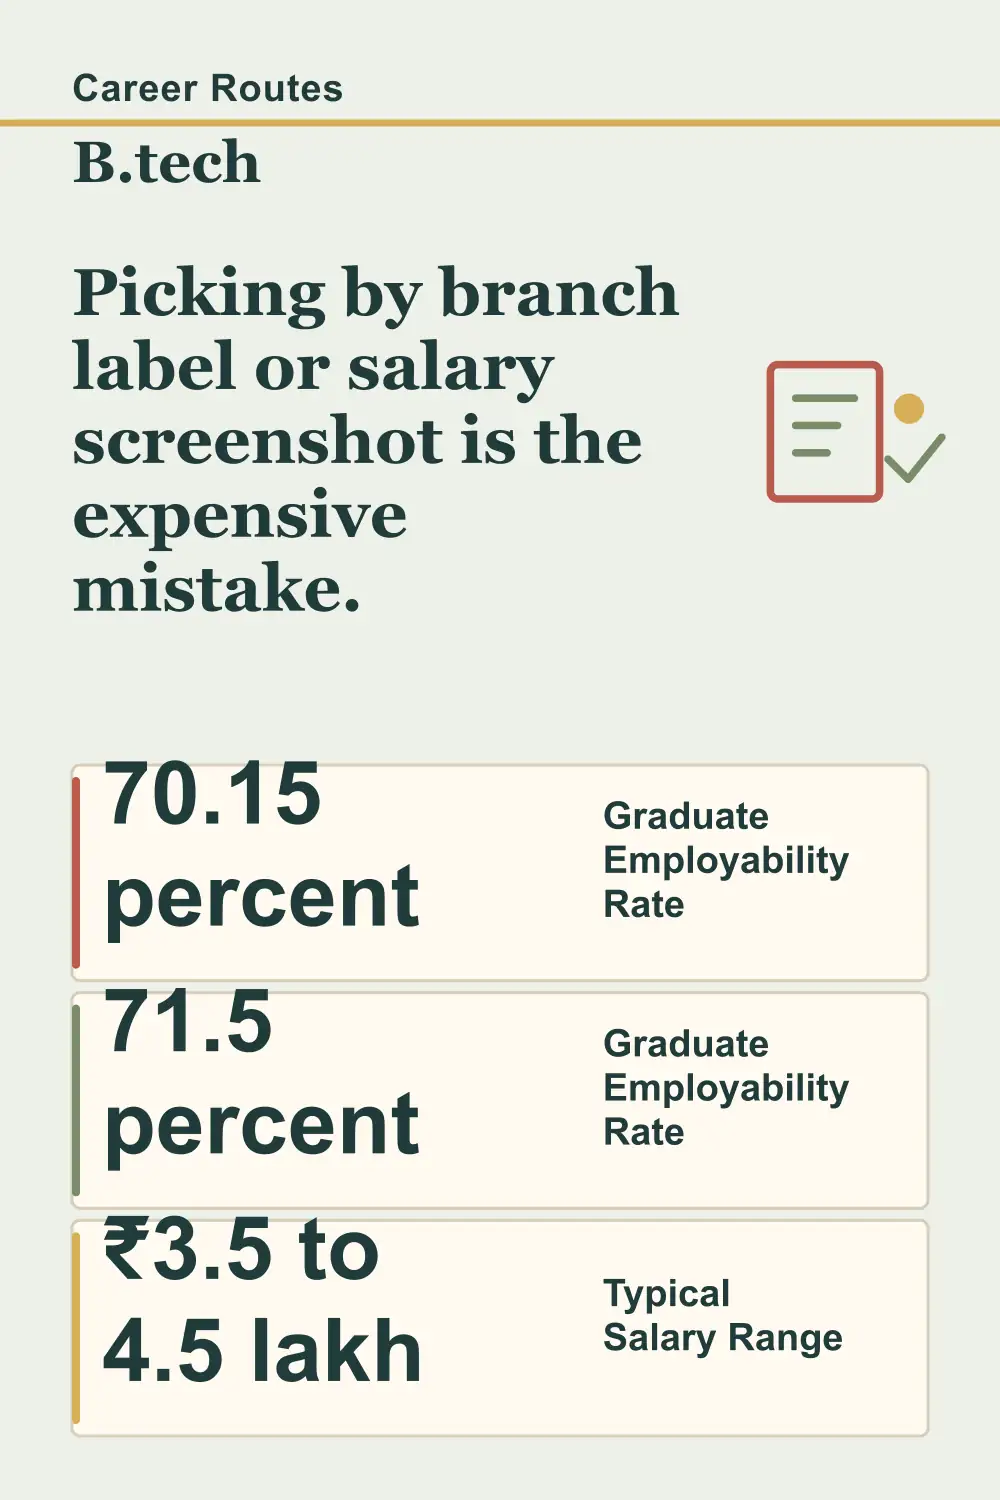 Career Routes
B.tech
Picking by branch
label or salary
screenshot is the
expensive
mistake.
70.15
percent
Graduate
Employability
Rate
71.5
percent
Graduate
Employability
Rate
₹3.5 to
4.5 lakh
Typical
Salary Range